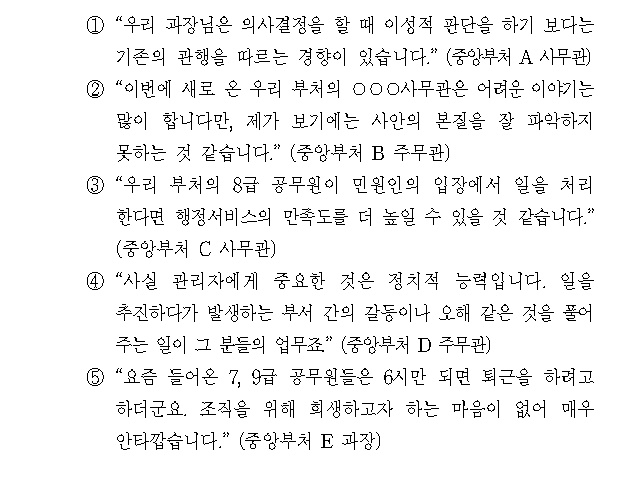 ① “우리 과장님은 의사결정을 할 때 이성적 판단을 하기 보다는
기존의 관행을 따르는 경향이 있습니다.” (중앙부처 A 사무관)
② “이번에 새로 온 우리 부처의 ○○○사무관은 어려운 이야기는
많이 합니다만, 제가 보기에는 사안의 본질을 잘 파악하지
못하는 것 같습니다.” (중앙부처 B 주무관)
③ “우리 부처의 8급 공무원이 민원인의 입장에서 일을 처리
한다면 행정서비스의 만족도를 더 높일 수 있을 것 같습니다.”
(중앙부처 C 사무관)
④ “사실 관리자에게 중요한 것은 정치적 능력입니다. 일을
추진하다가 발생하는 부서 간의 갈등이나 오해 같은 것을 풀어
주는 일이 그 분들의 업무죠.” (중앙부처 D 주무관)
⑤ “요즘 들어온 7, 9급 공무원들은 6시만 되면 퇴근을 하려고
하더군요. 조직을 위해 희생하고자 하는 마음이 없어 매우
안타깝습니다.” (중앙부처 E 과장)